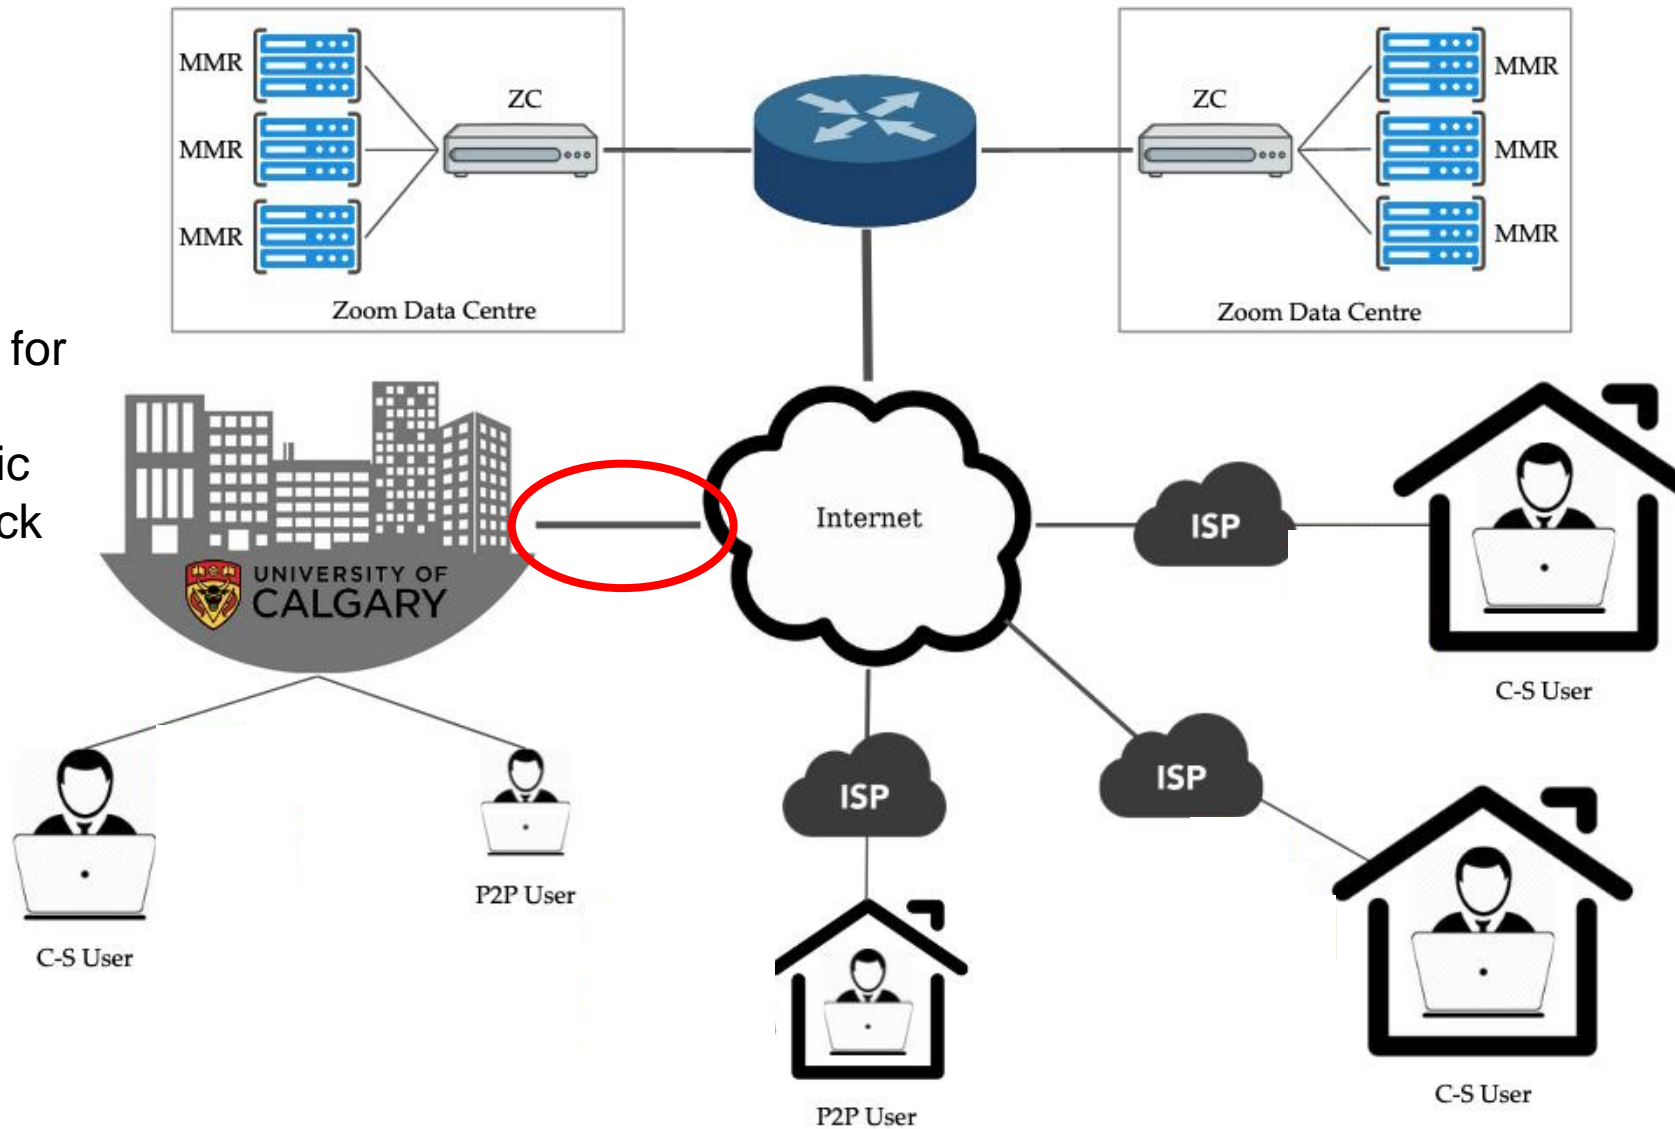 MMR
MMR
MMR
ZC
Zoom Data Centre
ZC
MMR
MMR
MMR
Zoom Data Centre
for
ic
ck
UNIVERSITY OF
CALGARY
Internet
ISP
C-S User
C-S User
P2P User
ISP
P2P User
ISP
C-S User